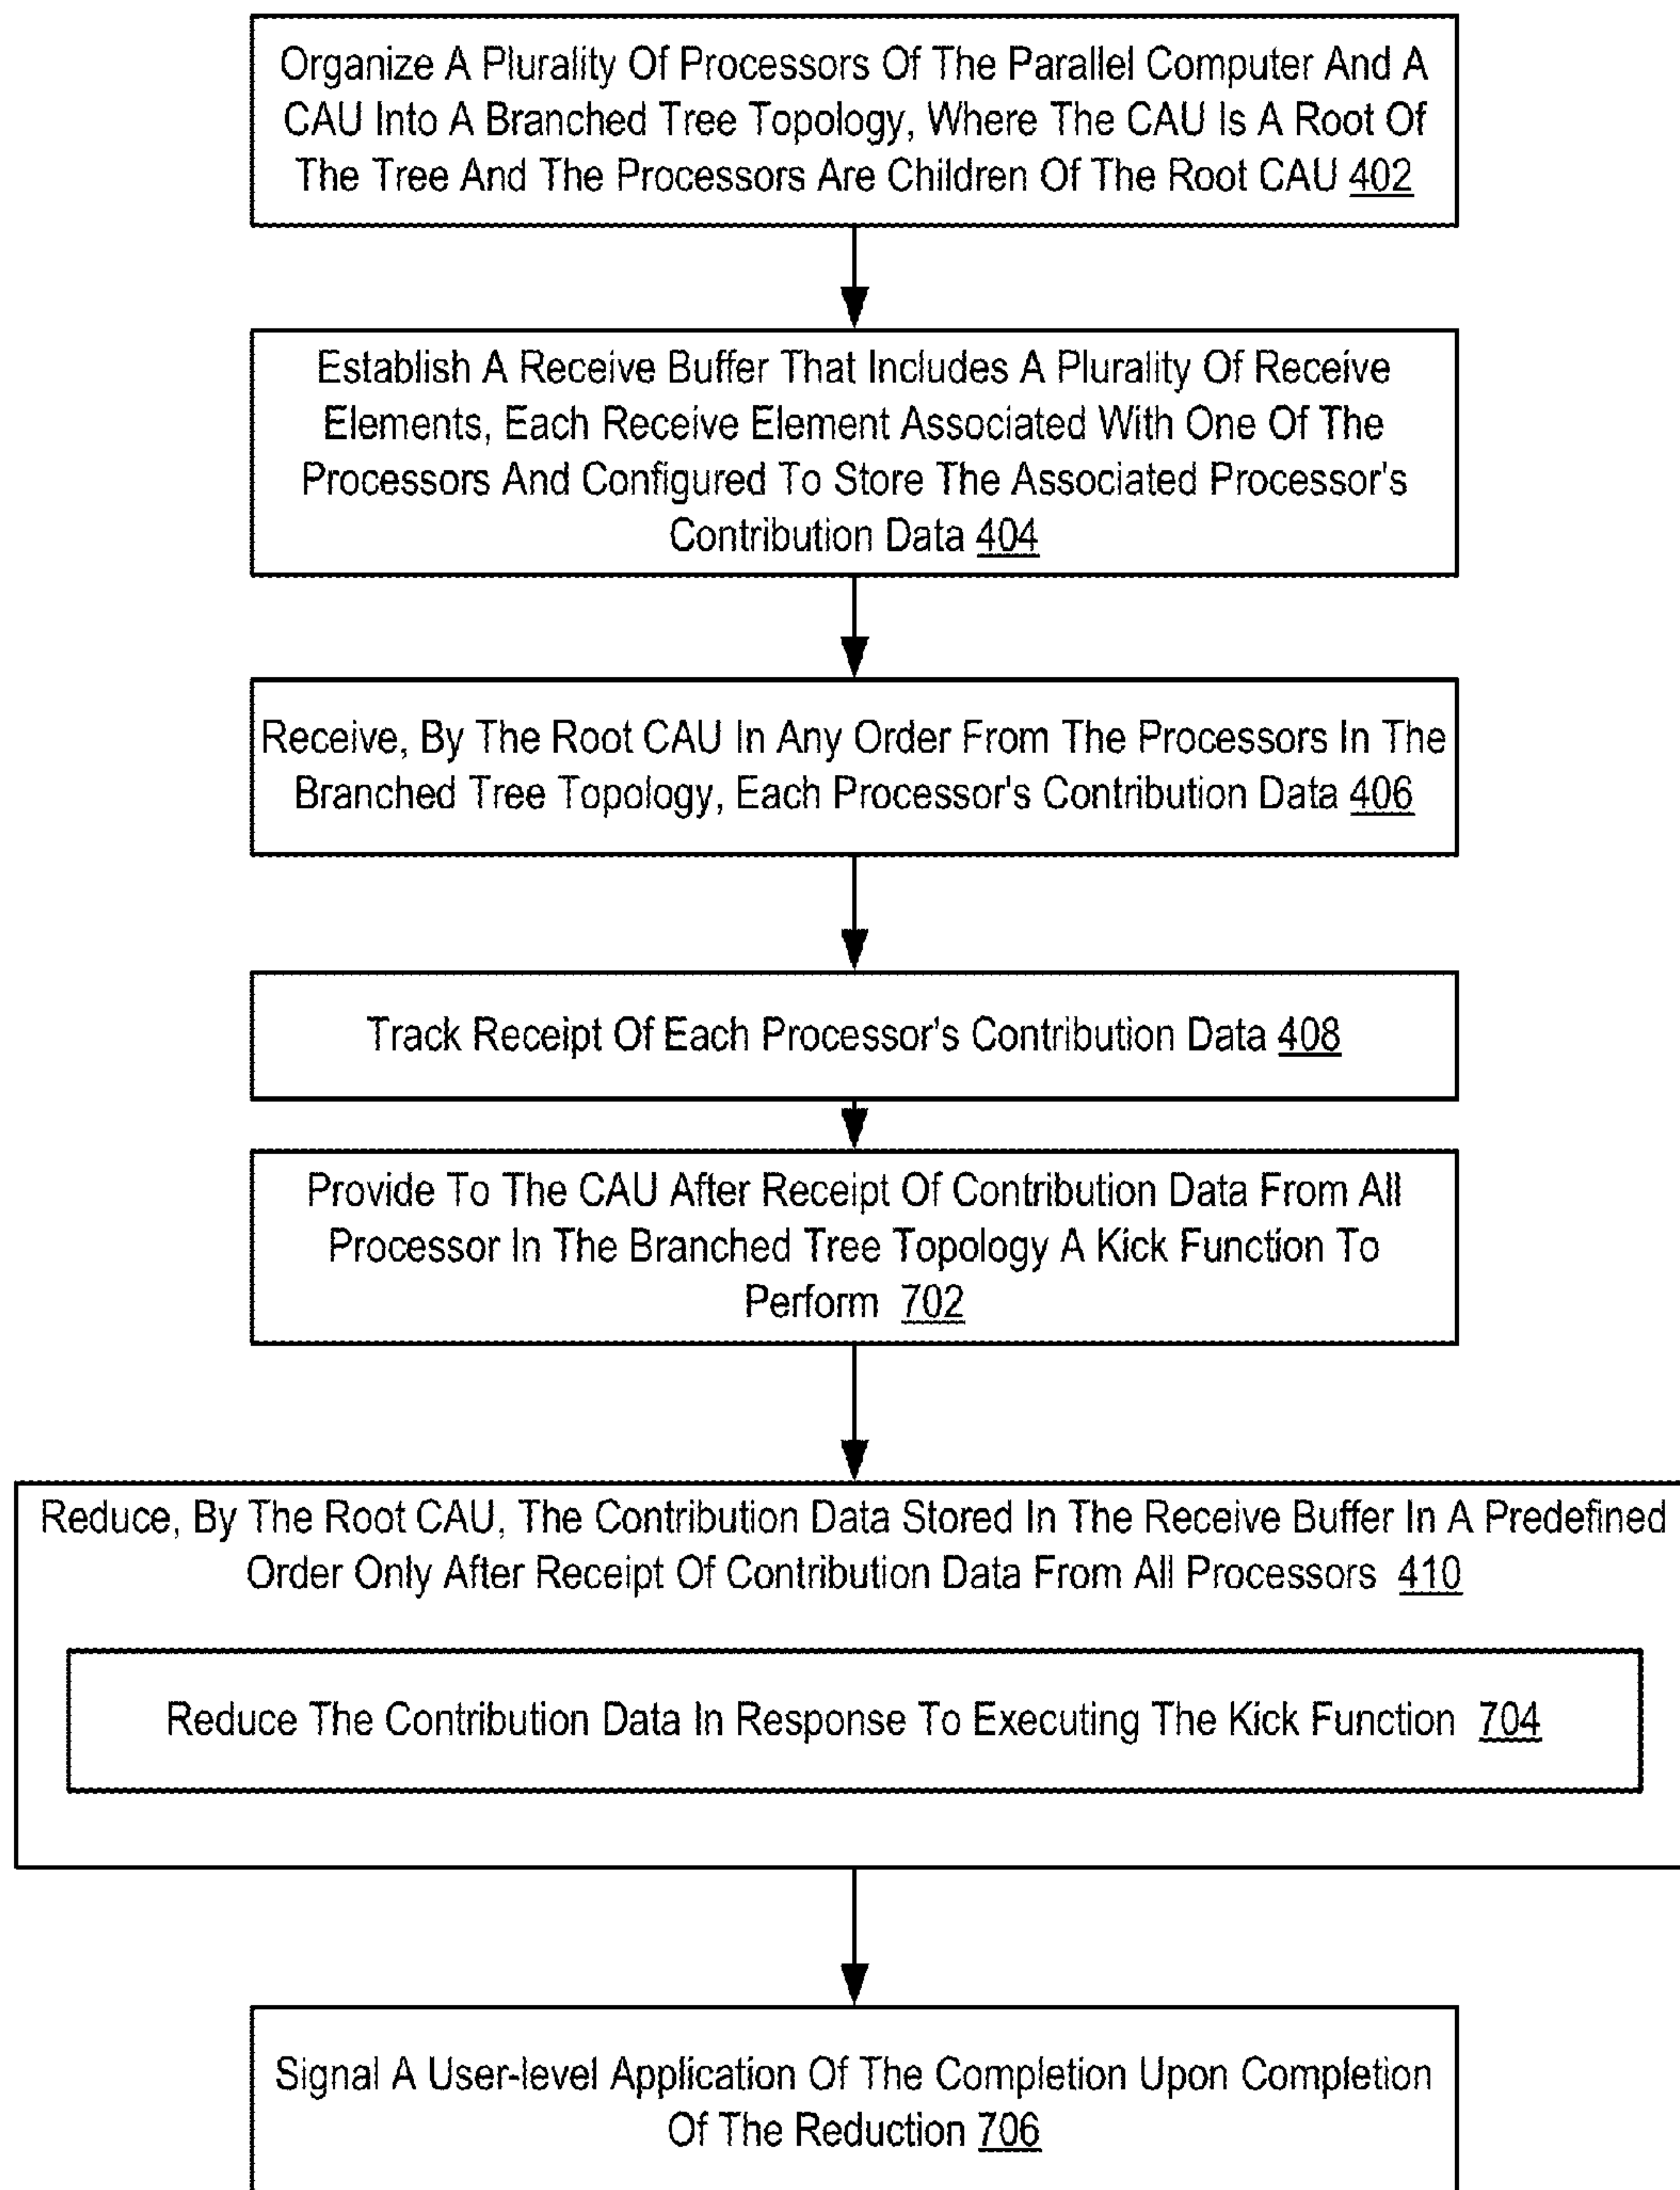 Organize A Plurality Of Processors Of The Parallel Computer And A
CAU Into A Branched Tree Topology, Where The CAU Is A Root Of
The Tree And The Processors Are Children Of The Root CAU 402
Establish A Receive Buffer That Includes A Plurality Of Receive
Elements, Each Receive Element Associated With One Of The
Processors And Configured To Store The Associated Processor's
Contribution Data 404
Receive, By The Root CAU In Any Order From The Processors In The
Branched Tree Topology, Each Processor's Contribution Data 406
Track Receipt Of Each Processor's Contribution Data 408
Provide To The CAU After Receipt Of Contribution Data From All
Processor In The Branched Tree Topology A Kick Function To
Perform 702
Reduce, By The Root CAU, The Contribution Data Stored In The Receive Buffer In A Predefined
Order Only After Receipt Of Contribution Data From All Processors 410
Reduce The Contribution Data In Response To Executing The Kick Function 704
Signal A User-level Application Of The Completion Upon Completion
Of The Reduction 706